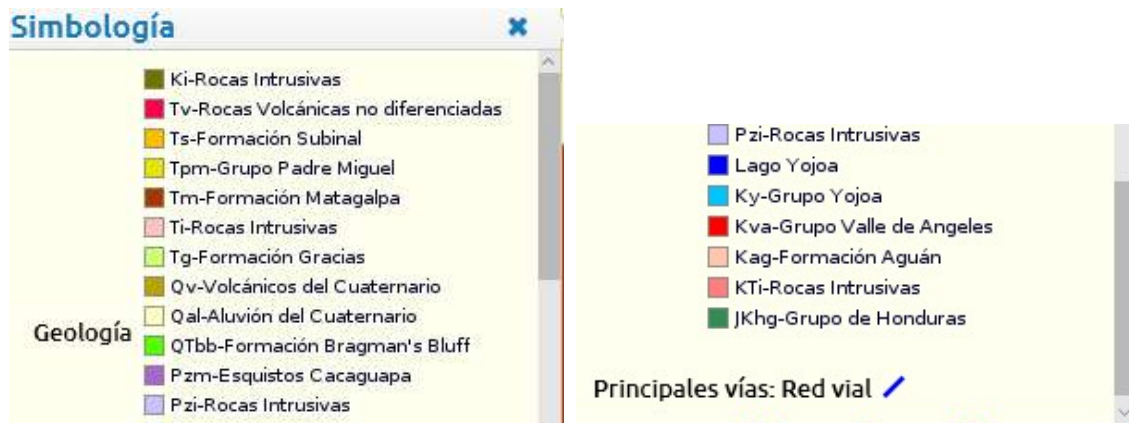 Simbología
Ki-Rocas Intrusivas
Tv-Rocas Volcánicas no diferenciadas
Ts-Formación Subinal
Tpm-Grupo Padre Miguel
Tm-Formación Matagalpa
Ti-Rocas Intrusivas
Tg-Formación Gracias
Qv-Volcánicos del Cuaternario
Qal-Aluvión del Cuaternario
Geología
QTbb-Formación Bragman's Bluff
Pzm-Esquistos Cacaguapa
Pzi-Rocas Intrusivas
Pzi-Rocas Intrusivas
Lago Yojoa
Ky-Grupo Yojoa
Kva-Grupo Valle de Angeles
Kag-Formación Aguán
KTi-Rocas Intrusivas
JKhg-Grupo de Honduras
Principales vías: Red vial